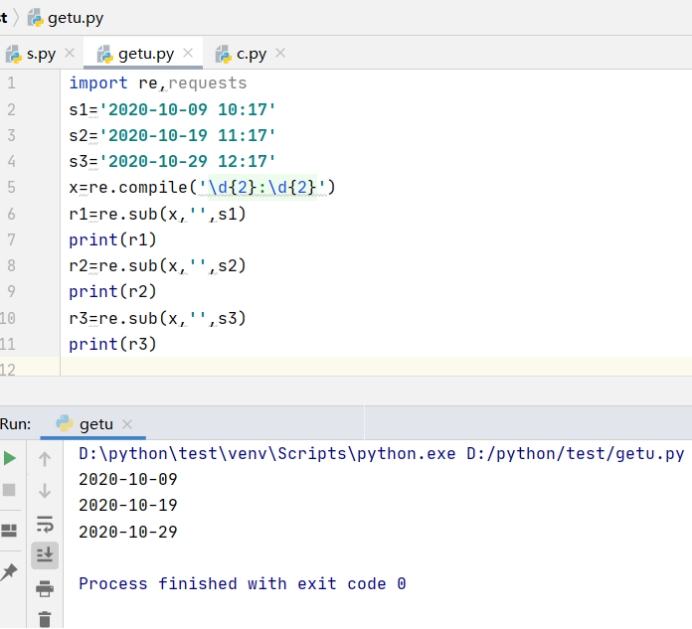 st getu.py
s.py getu.py c.py
1 import re,requests
2 s1='2020-10-09 10:17'
3 s2='2020-10-19 11:17'
4 s3='2020-10-29 12:17'
5 x=re.compile('\d{2}:\d{2}')
6 r1=re.sub(x,'',s1)
7 print(r1)
8 r2=re.sub(x,'',s2)
9 print(r2)
10 r3=re.sub(x,'',s3)
11 print(r3)
12
Run: getu
D:\python\test\venv\Scripts\python.exe D:/python/test/getu.py
2020-10-09
2020-10-19
2020-10-29
Process finished with exit code 0